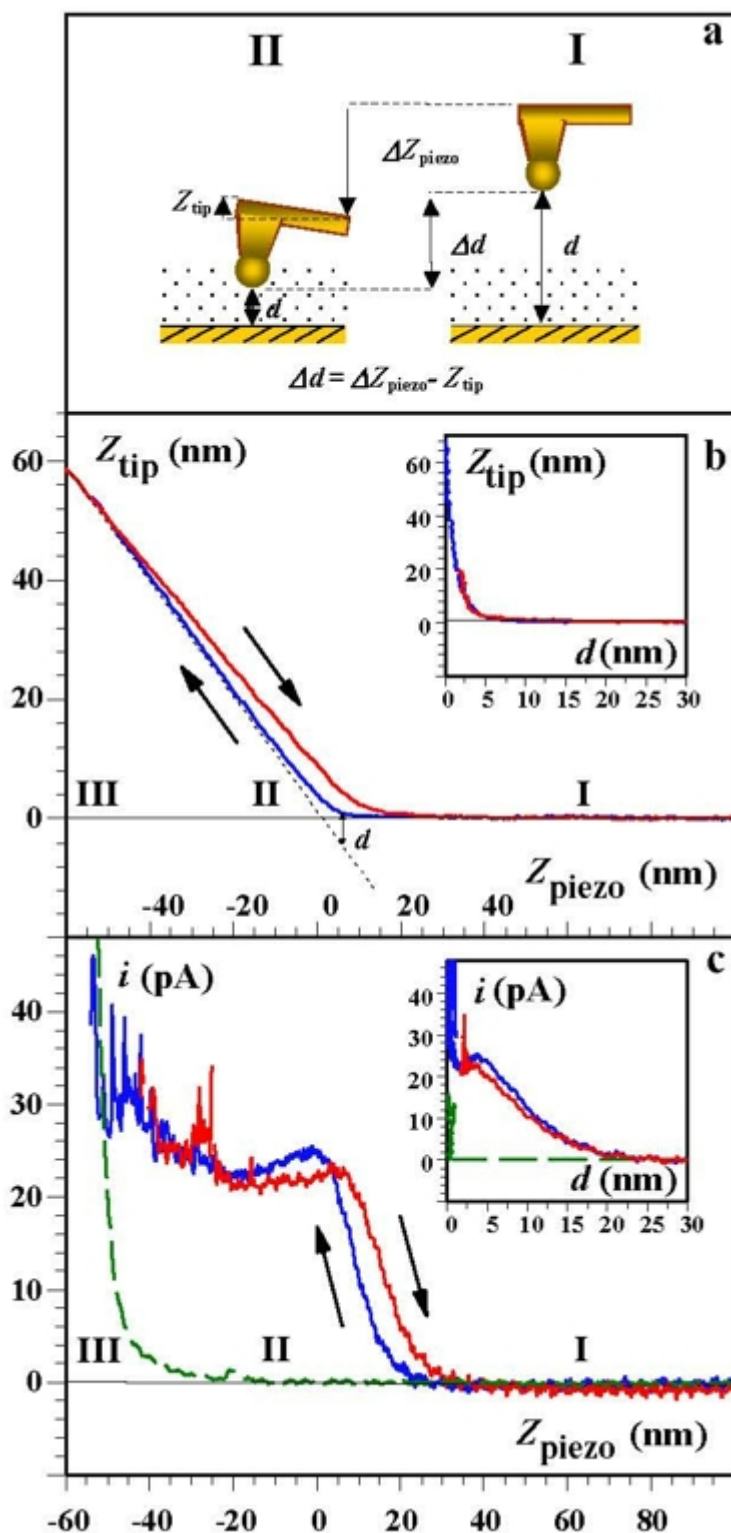 a
II I
ΔZpiezo
Ztip
Δd d
d
Δd = ΔZpiezo- Ztip
Ztip (nm)
b
60
40
20
0
III II I
d
Zpiezo (nm)
-40 -20 0 20 40
Ztip (nm)
60
40
20
0
d (nm)
0 5 10 15 20 25 30
c
i (pA)
40
30
20
10
0
III II I
Zpiezo (nm)
-60 -40 -20 0 20 40 60 80
i (pA)
40
30
20
10
0
d (nm)
0 5 10 15 20 25 30